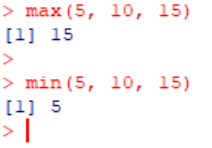 > max(5, 10, 15)
[1] 15
>
> min(5, 10, 15)
[1] 5
>